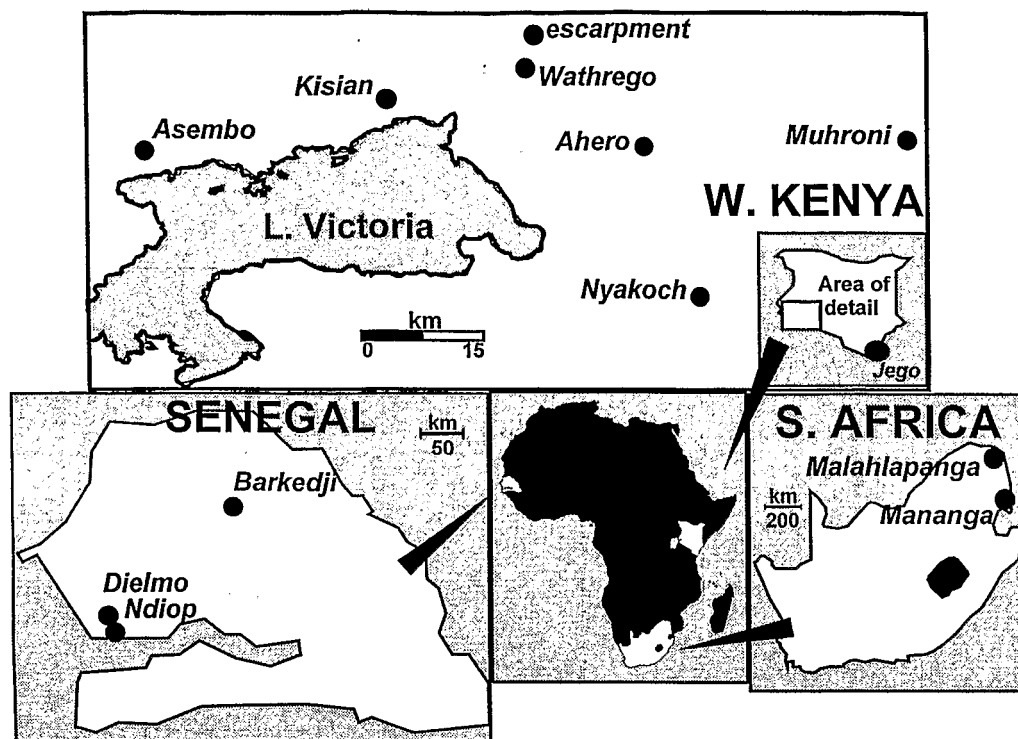 escarpment
Wathrego
Kisian
Asembo
Ahero
Muhroni
W. KENYA
L. Victoria
Nyakoch
Area of
detail
Jego
km
0 15
SENEGAL
km
50
Barkedji
Dielmo
Ndiop
S. AFRICA
Malahlapanga
km
200
Mananga